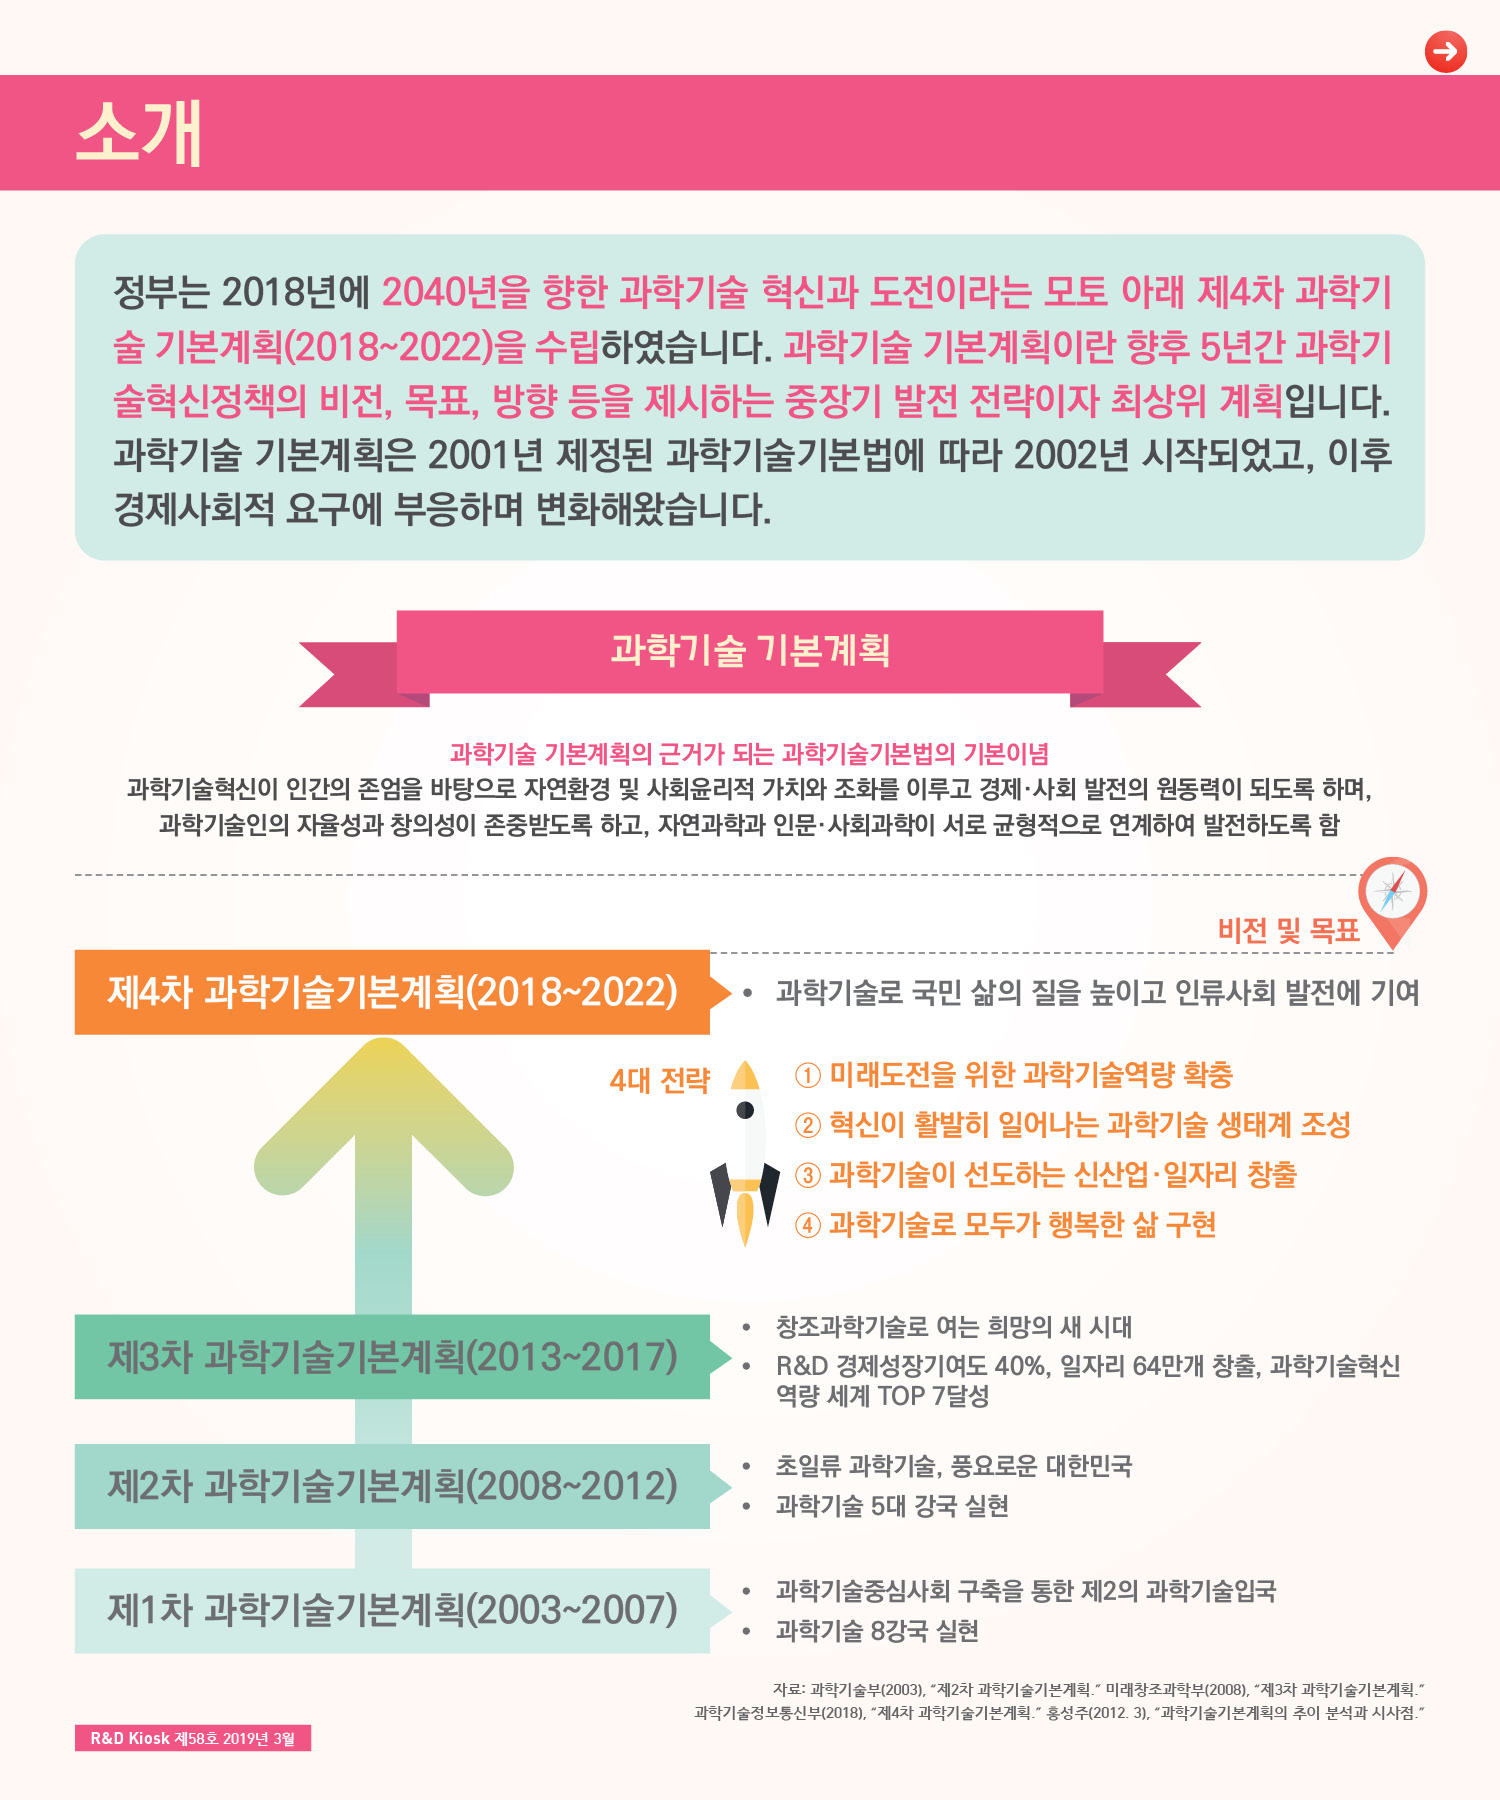 소개
정부는 2018년에 2040년을 향한 과학기술 혁신과 도전이라는 모토 아래 제4차 과학기
술 기본계획(2018~2022)을 수립하였습니다. 과학기술 기본계획이란 향후 5년간 과학기
술혁신정책의 비전, 목표, 방향 등을 제시하는 중장기 발전 전략이자 최상위 계획입니다.
과학기술 기본계획은 2001년 제정된 과학기술기본법에 따라 2002년 시작되었고, 이후
경제사회적 요구에 부응하며 변화해왔습니다.
과학기술 기본계획
과학기술 기본계획의 근거가 되는 과학기술기본법의 기본이념
과학기술혁신이 인간의 존엄을 바탕으로 자연환경 및 사회윤리적 가치와 조화를 이루고 경제·사회 발전의 원동력이 되도록 하며,
과학기술인의 자율성과 창의성이 존중받도록 하고, 자연과학과 인문·사회과학이 서로 균형적으로 연계하여 발전하도록 함
비전 및 목표
제4차 과학기술기본계획(2018~2022)
• 과학기술로 국민 삶의 질을 높이고 인류사회 발전에 기여
4대 전략
① 미래도전을 위한 과학기술역량 확충
② 혁신이 활발히 일어나는 과학기술 생태계 조성
③ 과학기술이 선도하는 신산업·일자리 창출
④ 과학기술로 모두가 행복한 삶 구현
제3차 과학기술기본계획(2013~2017)
• 창조과학기술로 여는 희망의 새 시대
• R&D 경제성장기여도 40%, 일자리 64만개 창출, 과학기술혁신
역량 세계 TOP 7달성
제2차 과학기술기본계획(2008~2012)
• 초일류 과학기술, 풍요로운 대한민국
• 과학기술 5대 강국 실현
제1차 과학기술기본계획(2003~2007)
• 과학기술중심사회 구축을 통한 제2의 과학기술입국
• 과학기술 8강국 실현
자료: 과학기술부(2003), “제2차 과학기술기본계획.” 미래창조과학부(2008), “제3차 과학기술기본계획.”
과학기술정보통신부(2018), “제4차 과학기술기본계획.” 홍성주(2012. 3), “과학기술기본계획의 추이 분석과 시사점.”
R&D Kiosk 제58호 2019년 3월